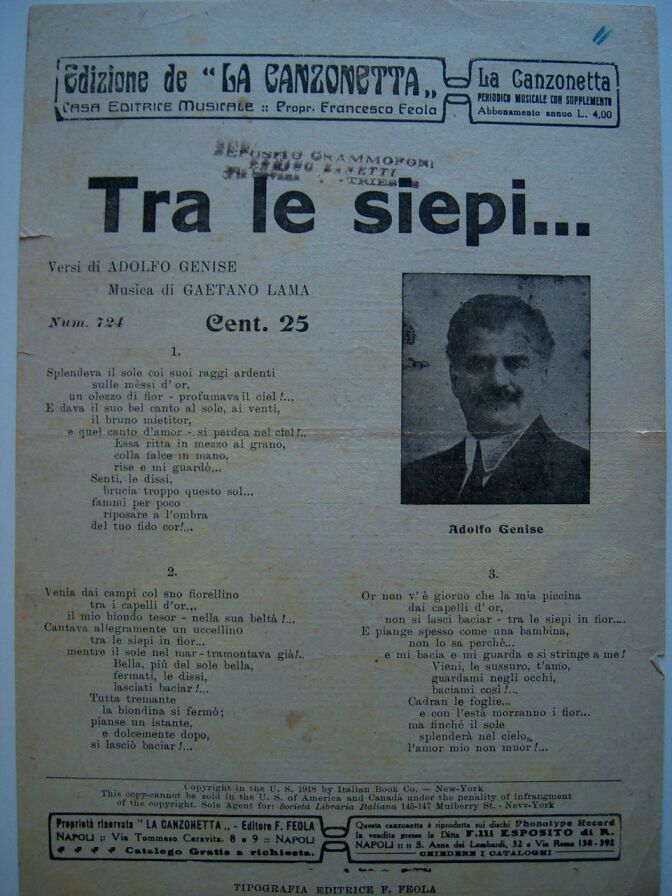 Edizione de "LA CANZONETTA„
CASA EDITRICE MUSICALE :: Propr. Francesco Feola
La Canzonetta
PERIODICO MUSICALE CON SUPPLEMENTO
Abbonamento annuo L. 4,00
DEPOSITO GRAMMOFONI
TRIESTE
Tra le siepi...
Versi di ADOLFO GENISE
Musica di GAETANO LAMA
Num. 724
Cent. 25
1.
Splendeva il sole coi suoi raggi ardenti
sulle mèssi d'or,
un olezzo di fior - profumava il ciel!...
E dava il suo bel canto al sole, ai venti,
il bruno mietitor,
e quel canto d'amor - si perdea nel ciel!..
Essa ritta in mezzo al grano,
colla falce in mano,
rise e mi guardò...
Senti, le dissi,
brucia troppo questo sol...
fammi per poco
riposare a l'ombra
del tuo fido cor!...
Adolfo Genise
2.
Venìa dai campi col sno fiorellino
tra i capelli d'or...
il mio biondo tesor - nella sua beltà!...
Cantava allegramente un uccellino
tra le siepi in fior...
mentre il sole nel mar - tramontava già!..
Bella, più del sole bella,
fermati, le dissi,
lasciati baciar!...
Tutta tremante
la biondina si fermò;
pianse un istante,
e dolcemente dopo,
si lasciò baciar!...
3.
Or non v'è giorno che la mia piccina
dai capelli d'or,
non si lasci baciar - tra le siepi in fior....
E piange spesso come una bambina,
non lo sa perchè...
e mi bacia e mi guarda e si stringe a me!
Vieni, le sussuro, t'amo,
guardami negli occhi,
baciami così!...
Cadran le foglie...
e con l'està morranno i fior...
ma finché il sole
splenderà nel cielo„
l'amor mio non muor!...
Copyright in the U. S. 1918 by Italian Book Co. — New-York
This copy-cannot be sold in the U. S. of America and Canada under the penality of infrangment
of the copyright. Sole Agent for: Società Libraria Italiana 145-147 Mulberry St. - Nevv-York
Proprietà riservata "LA CANZONETTA„ - Editore F. FEOLA
NAPOLI :: Via Tommaso Caravita, 8 e 9 :: NAPOLI
Catalogo Gratis a richiesta.
Questa canzonetta è riprodotta sui dischi Phonotype Record
In vendita presso la Ditta F.lli ESPOSITO di R.
NAPOLI :: S. Anna dei Lombardi, 32 e Via Roma 138-392
CHIEDERE I CATALOGHI
TIPOGRAFIA EDITRICE F. FEOLA